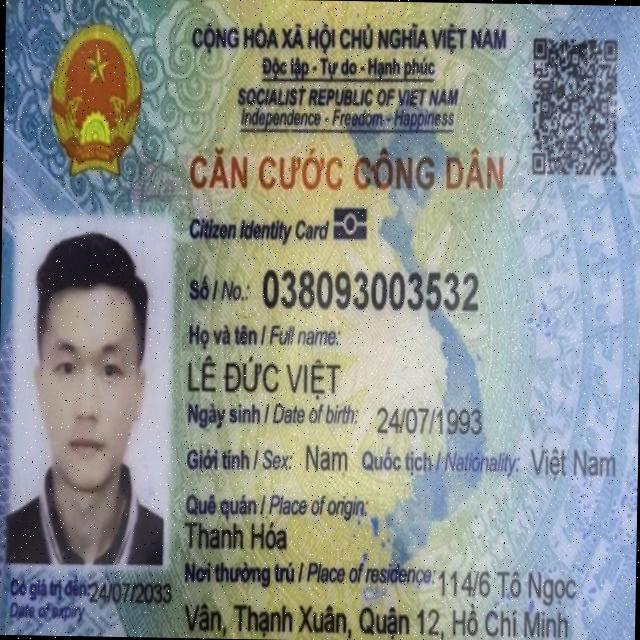 CỘNG HÒA XÃ HỘI CHỦ NGHĨA VIỆT NAM
Độc lập - Tự do - Hạnh phúc
SOCIALIST REPUBLIC OF VIET NAM
Independence - Freedom - Happiness
CĂN CƯỚC CÔNG DÂN
Citizen identity Card
Số / No.: 038093003532
Họ và tên / Full name:
LÊ ĐỨC VIỆT
Ngày sinh / Date of birth: 24/07/1993
Giới tính / Sex: Nam Quốc tịch / Nationality: Việt Nam
Quê quán / Place of origin:
Thanh Hóa
Nơi thường trú / Place of residence: 114/6 Tô Ngọc
Vân, Thạnh Xuân, Quận 12, Hồ Chí Minh
Có giá trị đến: 24/07/2033
Date of expiry